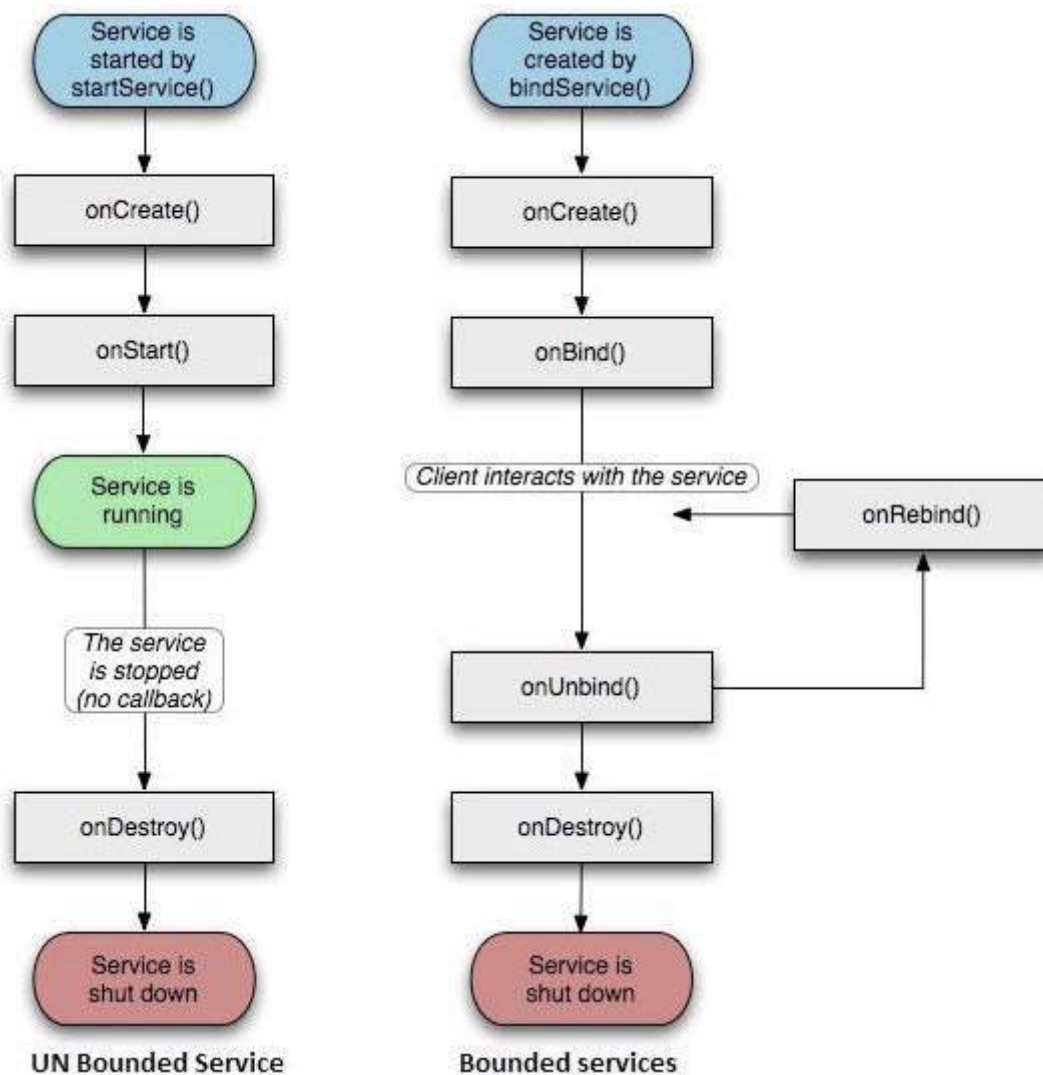 Service is
started by
startService()
onCreate()
onStart()
Service is
running
The service
is stopped
(no callback)
onDestroy()
Service is
shut down
UN Bounded Service
Service is
created by
bindService()
onCreate()
onBind()
Client interacts with the service
onRebind()
onUnbind()
onDestroy()
Service is
shut down
Bounded services